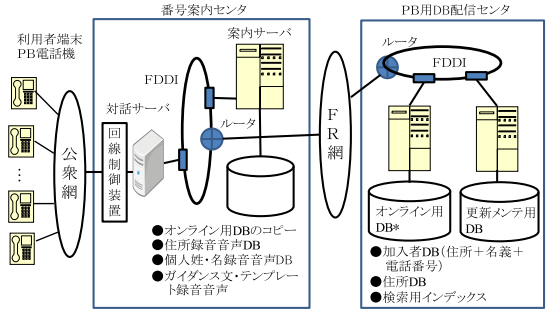 番号案内センタ
PB用DB配信センタ
利用者端末
PB電話機
案内サーバ
ルータ
FDDI
FDDI
対話サーバ
ルータ
回線制御装置
公衆網
FR網
⋮
オンライン用
DB*
更新メンテ用
DB
●オンライン用DBのコピー
●住所録音音声DB
●個人姓・名録音音声DB
●ガイダンス文・テンプレー
ト録音音声
●加入者DB（住所＋名義＋
電話番号）
●住所DB
●検索用インデックス